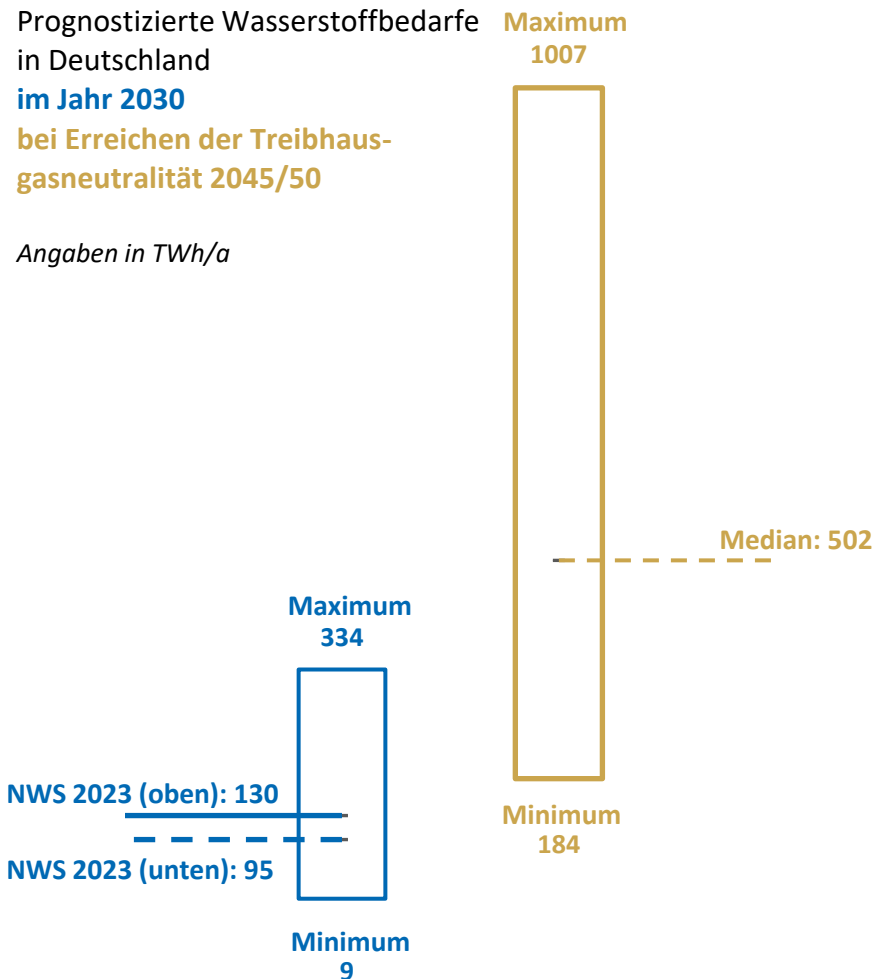 Prognostizierte Wasserstoffbedarfe
in Deutschland
im Jahr 2030
bei Erreichen der Treibhaus-
gasneutralität 2045/50
Angaben in TWh/a
Maximum
1007
Median: 502
Maximum
334
NWS 2023 (oben): 130
NWS 2023 (unten): 95
Minimum
184
Minimum
9